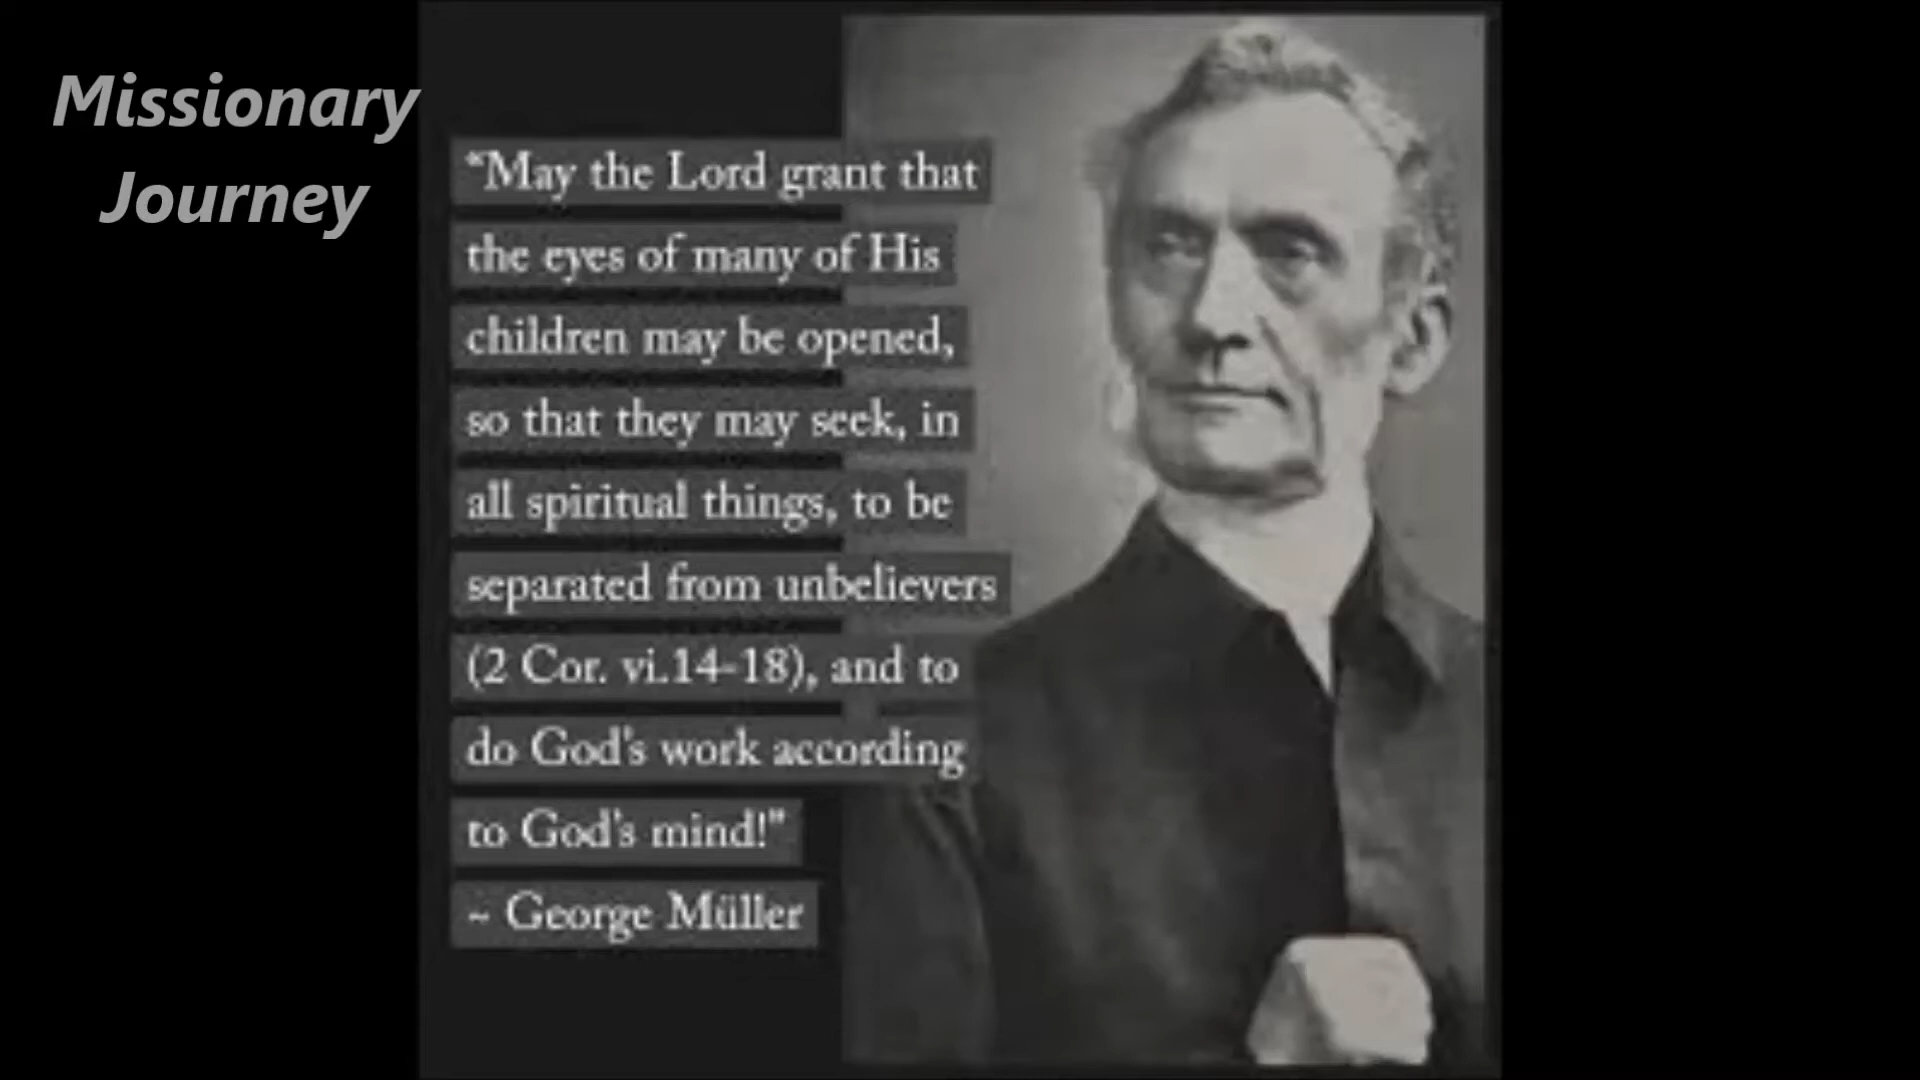 Missionary
Journey
"May the Lord grant that
the eyes of many of His
children may be opened,
so that they may seek, in
all spiritual things, to be
separated from unbelievers
(2 Cor. vi.14-18), and to
do God's work according
to God's mind!"
~ George Müller